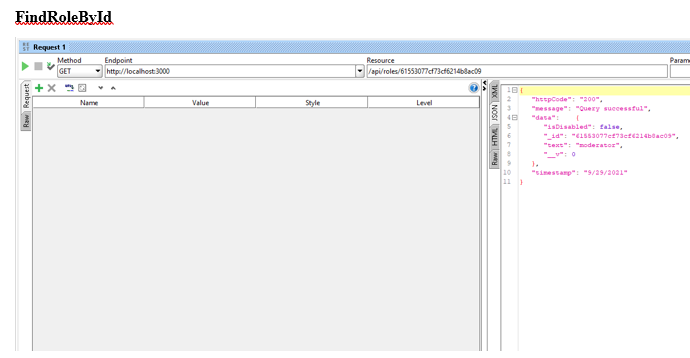 FindRoleById
Request 1
Method Endpoint Resource Param
GET http://localhost:3000 /api/roles/61553077cf73cf6214b8ac09
Name Value Style Level
Request
Raw
XML
JSON
HTML
Raw
1 {
2 "httpCode": "200",
3 "message": "Query successful",
4 "data": {
5 "isDisabled": false,
6 "_id": "61553077cf73cf6214b8ac09",
7 "text": "moderator",
8 "__v": 0
9 },
10 "timestamp": "9/29/2021"
11 }